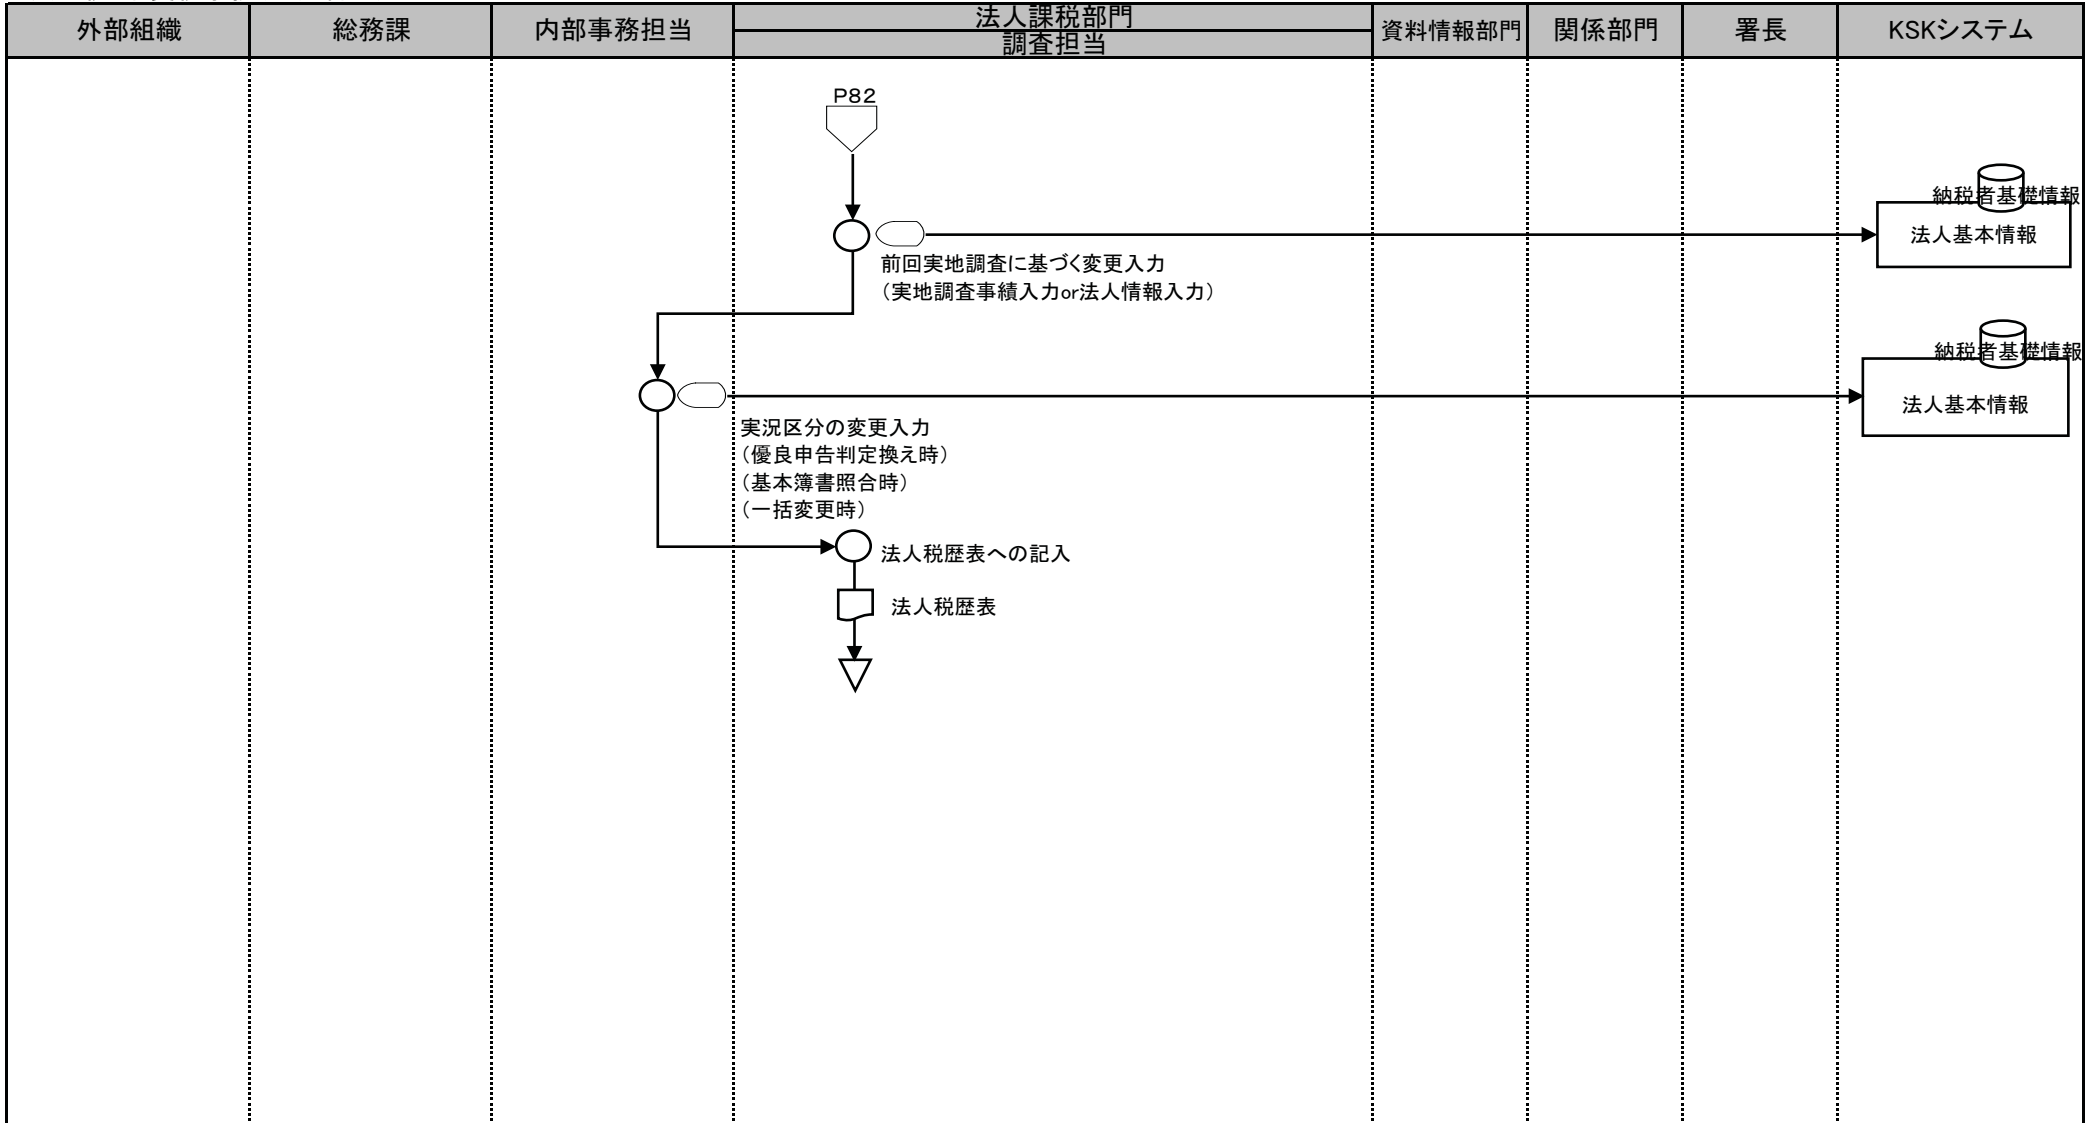 外部組織
総務課
内部事務担当
法人課税部門
調査担当
資料情報部門
関係部門
署長
KSKシステム
P82
納税者基礎情報
法人基本情報
前回実地調査に基づく変更入力
（実地調査事績入力or法人情報入力）
納税者基礎情報
法人基本情報
実況区分の変更入力
（優良申告判定換え時）
（基本簿書照合時）
（一括変更時）
法人税歴表への記入
法人税歴表